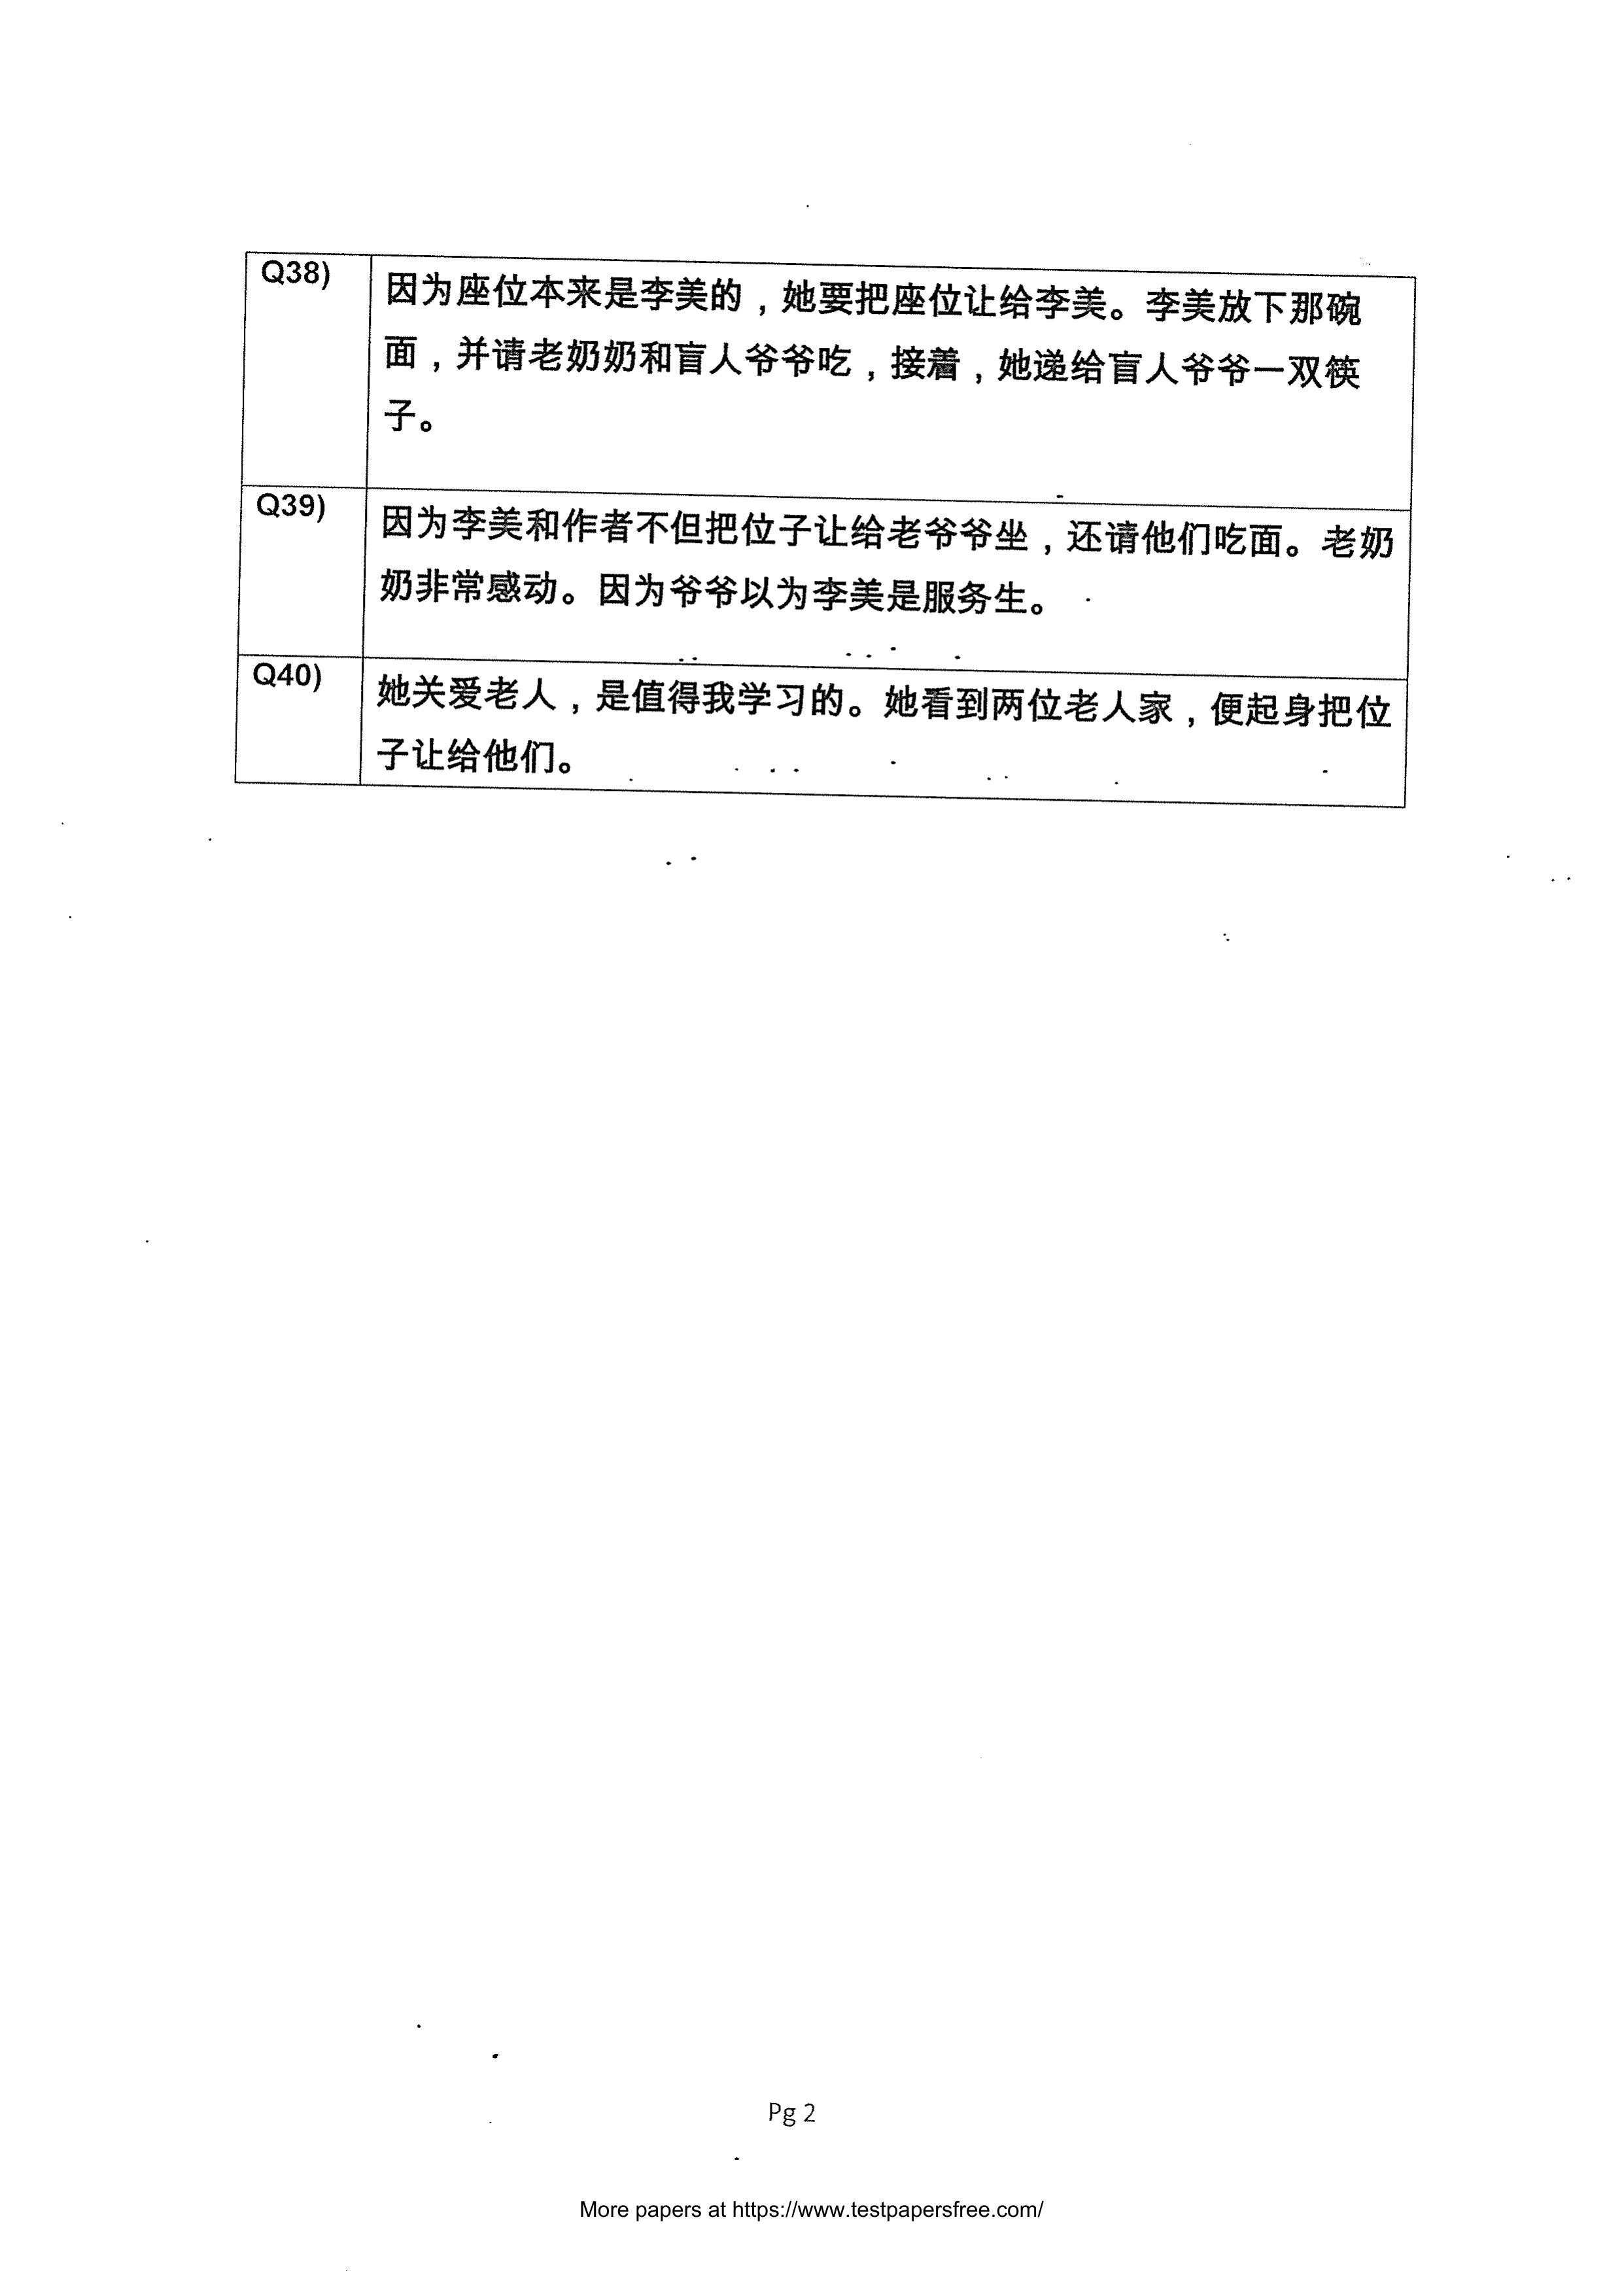 Q38)
因为座位本来是李美的，她要把座位让给李美。李美放下那碗
面，并请老奶奶和盲人爷爷吃，接着，她递给盲人爷爷一双筷
子。
Q39)
因为李美和作者不但把位子让给老爷爷坐，还请他们吃面。老奶
奶非常感动。因为爷爷以为李美是服务生。
Q40)
她关爱老人，是值得我学习的。她看到两位老人家，便起身把位
子让给他们。
Pg 2
More papers at https://www.testpapersfree.com/